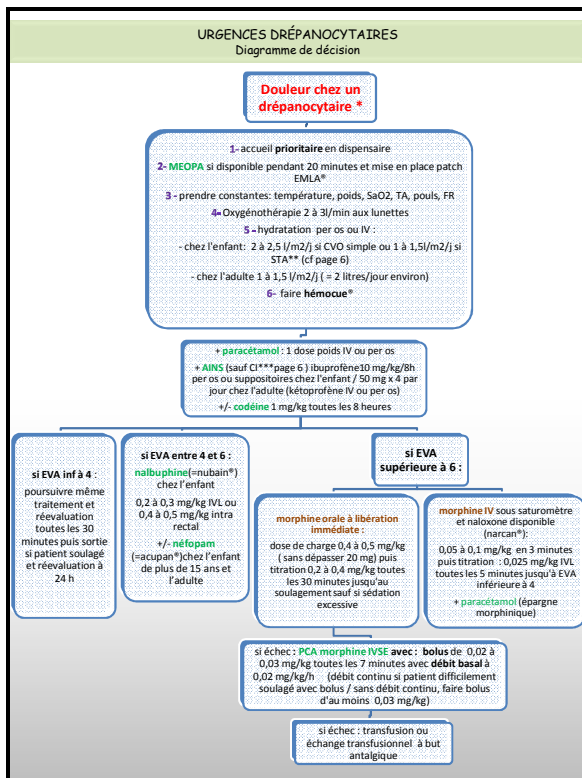 URGENCES DRÉPANOCYTAIRES
Diagramme de décision
Douleur chez un
drépanocytaire *
1- accueil prioritaire en dispensaire
2- MEOPA si disponible pendant 20 minutes et mise en place patch
EMLA®
3 - prendre constantes: température, poids, SaO2, TA, pouls, FR
4- Oxygénothérapie 2 à 3l/min aux lunettes
5 - hydratation per os ou IV :
- chez l'enfant: 2 à 2,5 l/m2/j si CVO simple ou 1 à 1,5l/m2/j si
STA** (cf page 6)
- chez l'adulte 1 à 1,5 l/m2/j ( = 2 litres/jour environ)
6- faire hémocue®
+ paracétamol : 1 dose poids IV ou per os
+ AINS (sauf CI***page 6 ) ibuprofène10 mg/kg/8h
per os ou suppositoires chez l'enfant / 50 mg x 4 par
jour chez l'adulte (kétoprofène IV ou per os)
+/- codéine 1 mg/kg toutes les 8 heures
si EVA inf à 4 :
poursuivre même
traitement et
réevaluation
toutes les 30
minutes puis sortie
si patient soulagé
et réevaluation à
24 h
si EVA entre 4 et 6 :
nalbuphine(=nubain®)
chez l'enfant
0,2 à 0,3 mg/kg IVL ou
0,4 à 0,5 mg/kg intra
rectal
+/- néfopam
(=acupan®)chez l'enfant
de plus de 15 ans et
l'adulte
si EVA
supérieure à 6 :
morphine orale à libération
immédiate :
dose de charge 0,4 à 0,5 mg/kg
( sans dépasser 20 mg) puis
titration 0,2 à 0,4 mg/kg toutes
les 30 minutes jusqu'au
soulagement sauf si sédation
excessive
morphine IV sous saturomètre
et naloxone disponible
(narcan®):
0,05 à 0,1 mg/kg en 3 minutes
puis titration : 0,025 mg/kg IVL
toutes les 5 minutes jusqu'à EVA
inférieure à 4
+ paracétamol (épargne
morphinique)
si échec : PCA morphine IVSE avec : bolus de 0,02 à
0,03 mg/kg toutes les 7 minutes avec débit basal à
0,02 mg/kg/h (débit continu si patient difficilement
soulagé avec bolus / sans débit continu, faire bolus
d'au moins 0,03 mg/kg)
si échec : transfusion ou
échange transfusionnel à but
antalgique